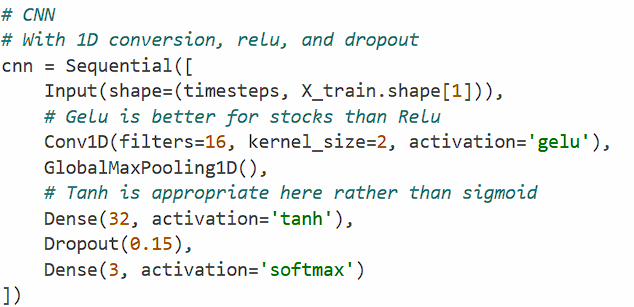 # CNN
# With 1D conversion, relu, and dropout
cnn = Sequential([
    Input(shape=(timesteps, X_train.shape[1])),
    # Gelu is better for stocks than Relu
    Conv1D(filters=16, kernel_size=2, activation='gelu'),
    GlobalMaxPooling1D(),
    # Tanh is appropriate here rather than sigmoid
    Dense(32, activation='tanh'),
    Dropout(0.15),
    Dense(3, activation='softmax')
])